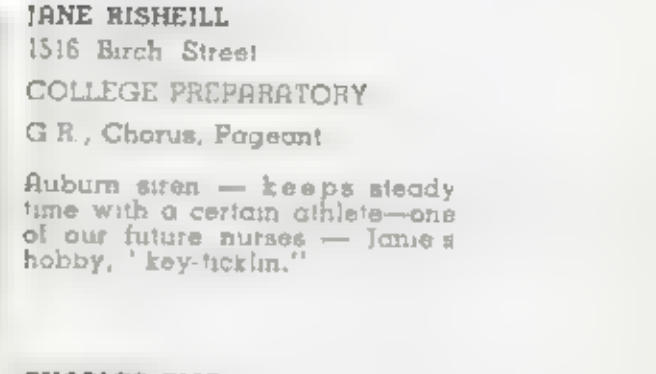 JANE RISHEILL
1516 Birch Street
COLLEGE PREPARATORY
G. R., Chorus, Pageant
Auburn siren — keeps steady
time with a certain athlete—one
of our future nurses — Janie's
hobby, "key-ticklin."